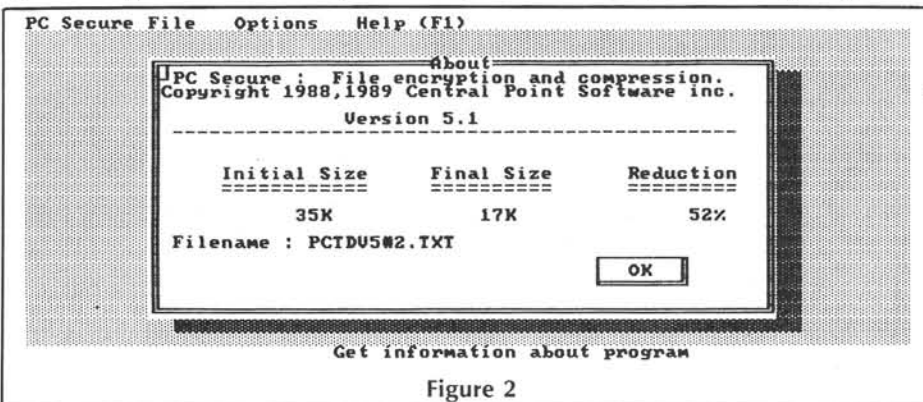 PC Secure File Options Help (F1)
About
PC Secure : File encryption and compression.
Copyright 1988,1989 Central Point Software inc.
Version 5.1
Initial Size Final Size Reduction
35K 17K 52%
Filename : PCTDV5#2.TXT
OK
Get information about program
Figure 2